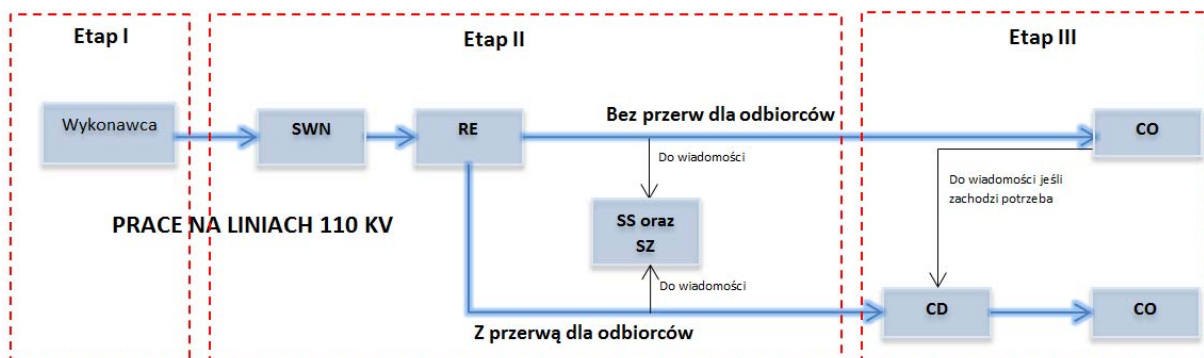 Etap I
Etap II
Etap III
Wykonawca
SWN
RE
Bez przerw dla odbiorców
CO
Do wiadomości
Do wiadomości jeśli
zachodzi potrzeba
PRACE NA LINIACH 110 KV
SS oraz
SZ
Do wiadomości
CD
CO
Z przerwą dla odbiorców